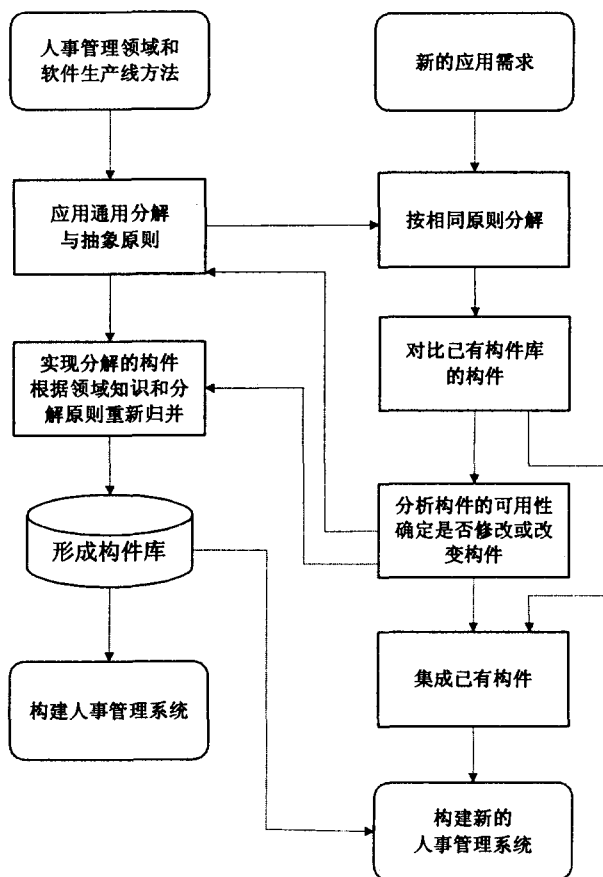 人事管理领域和
软件生产线方法
新的应用需求
应用通用分解
与抽象原则
按相同原则分解
实现分解的构件
根据领域知识和分
解原则重新归并
对比已有构件库
的构件
形成构件库
分析构件的可用性
确定是否修改或改
变构件
构建人事管理系统
集成已有构件
构建新的
人事管理系统